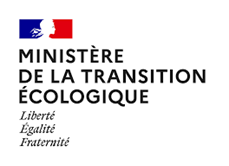 MINISTÈRE
DE LA TRANSITION
ÉCOLOGIQUE
Liberté
Égalité
Fraternité